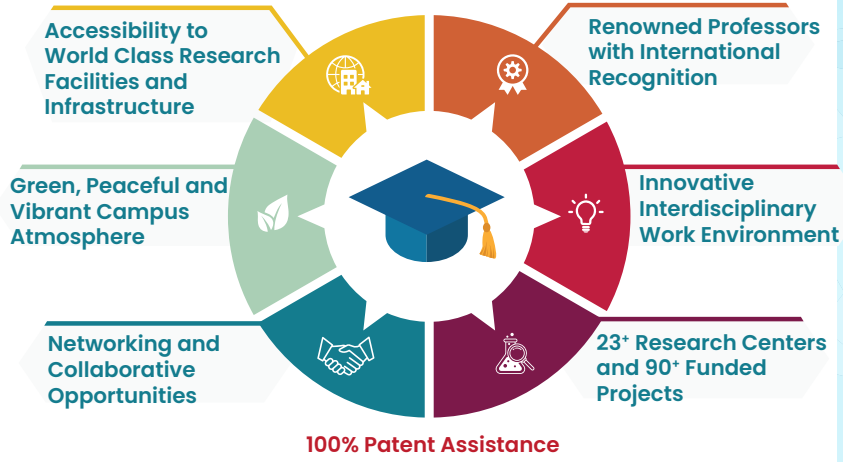 Accessibility to
World Class Research
Facilities and
Infrastructure
Renowned Professors
with International
Recognition
Green, Peaceful and
Vibrant Campus
Atmosphere
Innovative
Interdisciplinary
Work Environment
Networking and
Collaborative
Opportunities
23⁺ Research Centers
and 90⁺ Funded
Projects
100% Patent Assistance